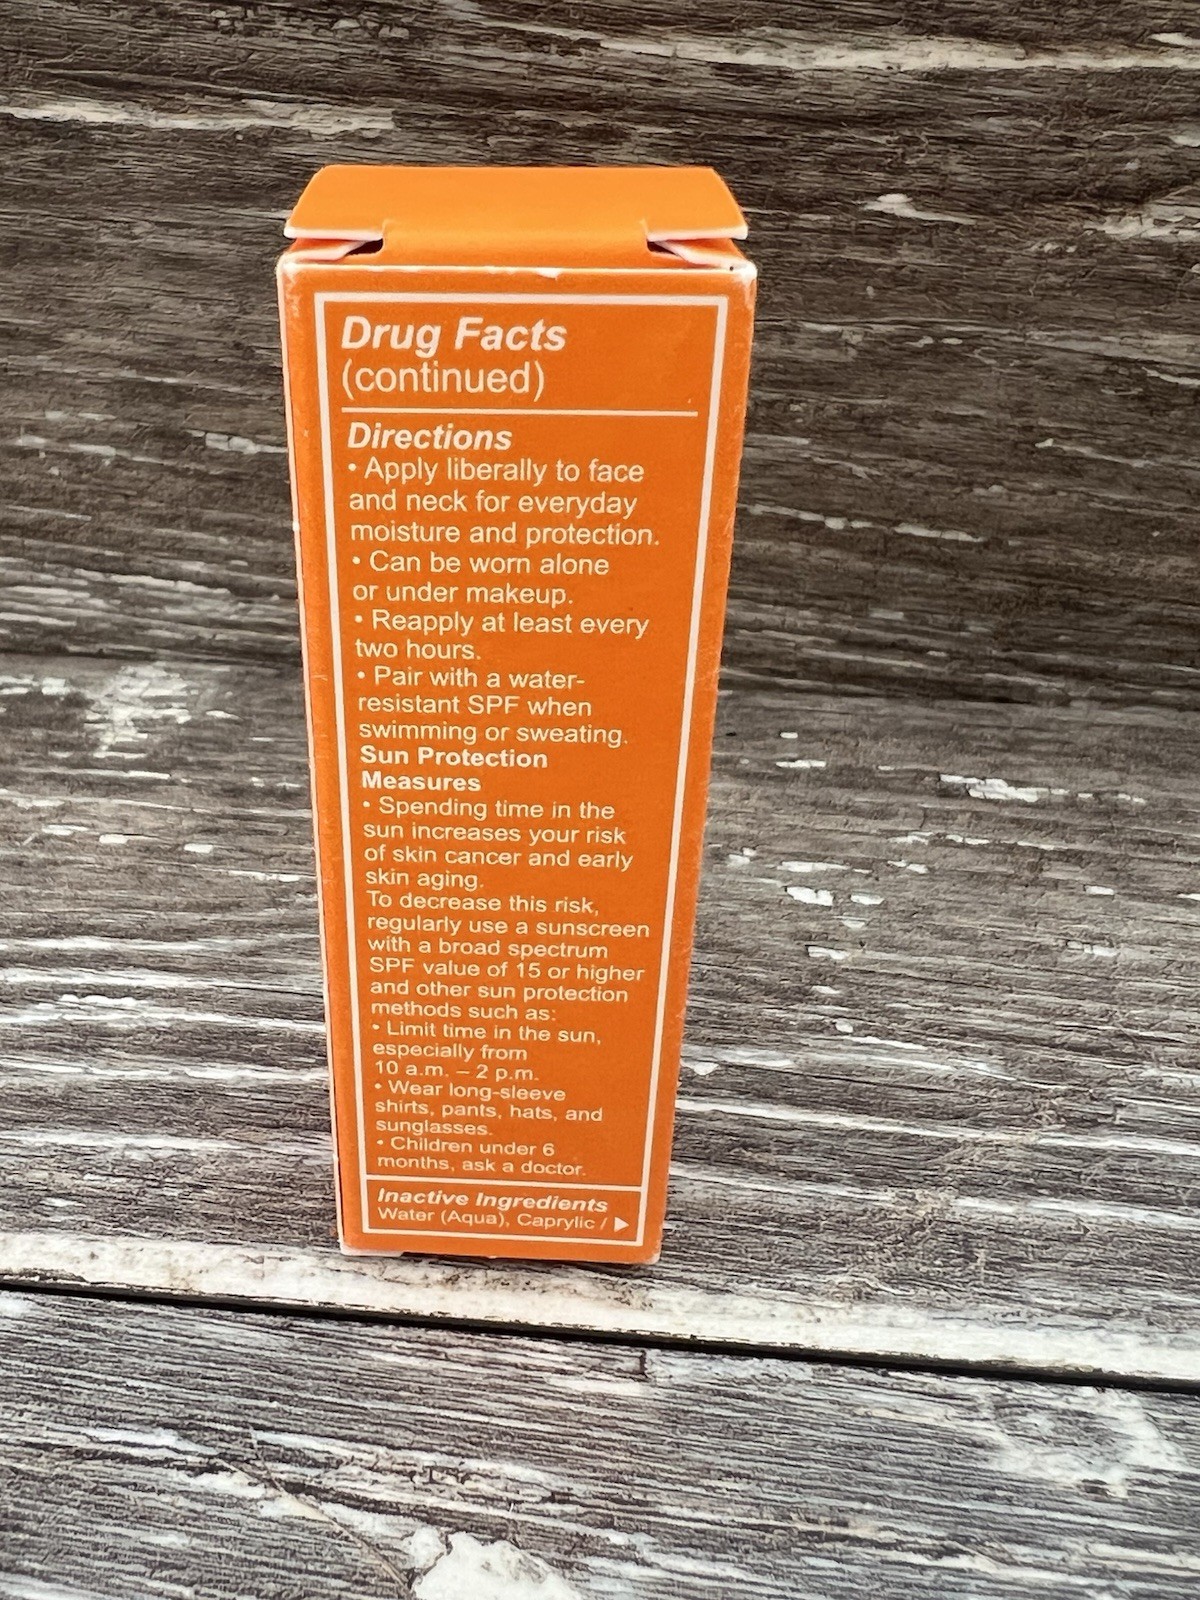 Drug Facts
(continued)
Directions
• Apply liberally to face
and neck for everyday
moisture and protection.
• Can be worn alone
or under makeup.
• Reapply at least every
two hours.
• Pair with a water-
resistant SPF when
swimming or sweating.
Sun Protection
Measures
• Spending time in the
sun increases your risk
of skin cancer and early
skin aging.
To decrease this risk,
regularly use a sunscreen
with a broad spectrum
SPF value of 15 or higher
and other sun protection
methods such as:
• Limit time in the sun,
especially from
10 a.m. – 2 p.m.
• Wear long-sleeve
shirts, pants, hats, and
sunglasses.
• Children under 6
months, ask a doctor.
Inactive Ingredients
Water (Aqua), Caprylic / ▶